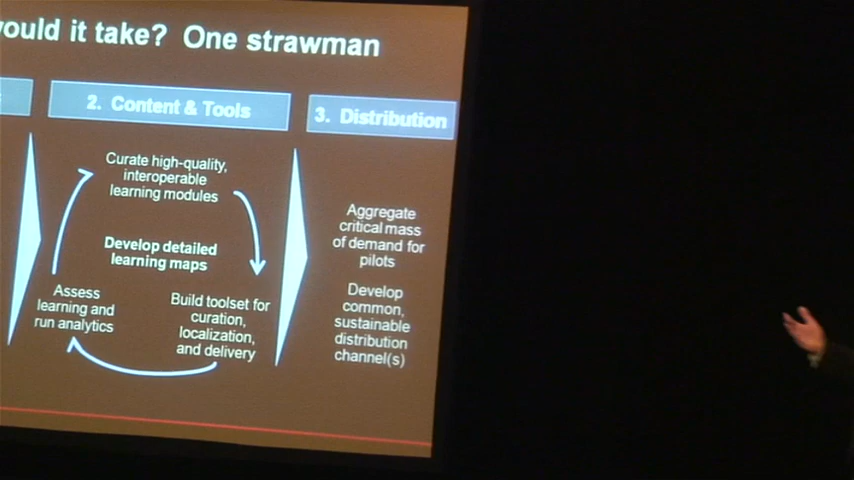 ould it take? One strawman
2. Content & Tools
3. Distribution
Curate high-quality,
interoperable
learning modules
Develop detailed
learning maps
Assess
learning and
run analytics
Build toolset for
curation,
localization,
and delivery
Aggregate
critical mass
of demand for
pilots
Develop
common,
sustainable
distribution
channel(s)